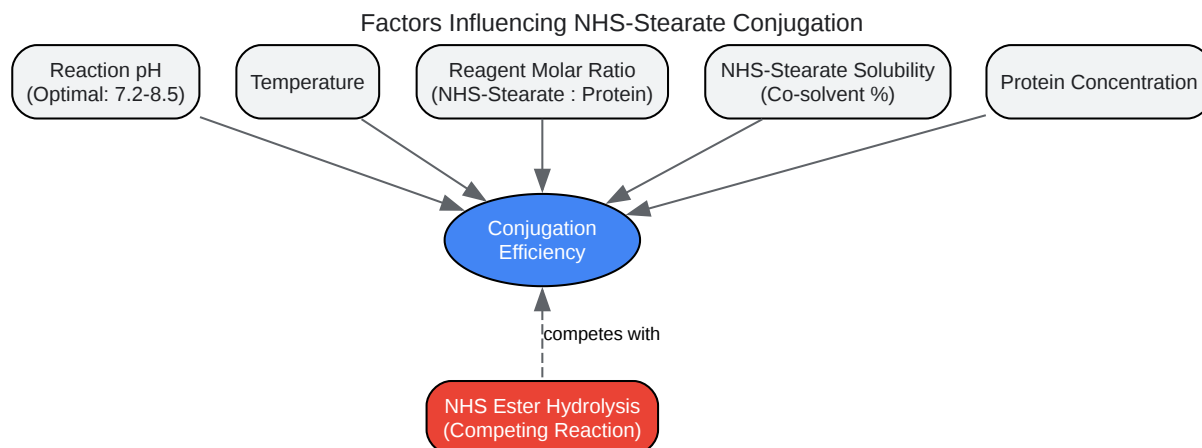 Factors Influencing NHS-Stearate Conjugation
Reaction pH
(Optimal: 7.2-8.5)
Temperature
Reagent Molar Ratio
(NHS-Stearate : Protein)
NHS-Stearate Solubility
(Co-solvent %)
Protein Concentration
Conjugation
Efficiency
competes with
NHS Ester Hydrolysis
(Competing Reaction)